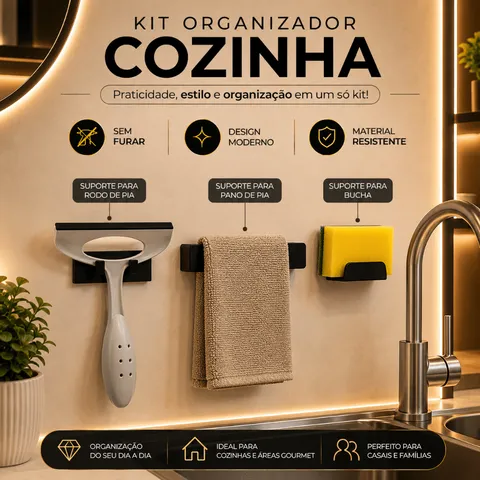 KIT ORGANIZADOR
COZINHA
Praticidade, estilo e organização em um só kit!
SEM
FURAR
DESIGN
MODERNO
MATERIAL
RESISTENTE
SUPORTE PARA
RODO DE PIA
SUPORTE PARA
PANO DE PIA
SUPORTE PARA
BUCHA
ORGANIZAÇÃO
DO SEU DIA A DIA
IDEAL PARA
COZINHAS E ÁREAS GOURMET
PERFEITO PARA
CASAIS E FAMÍLIAS